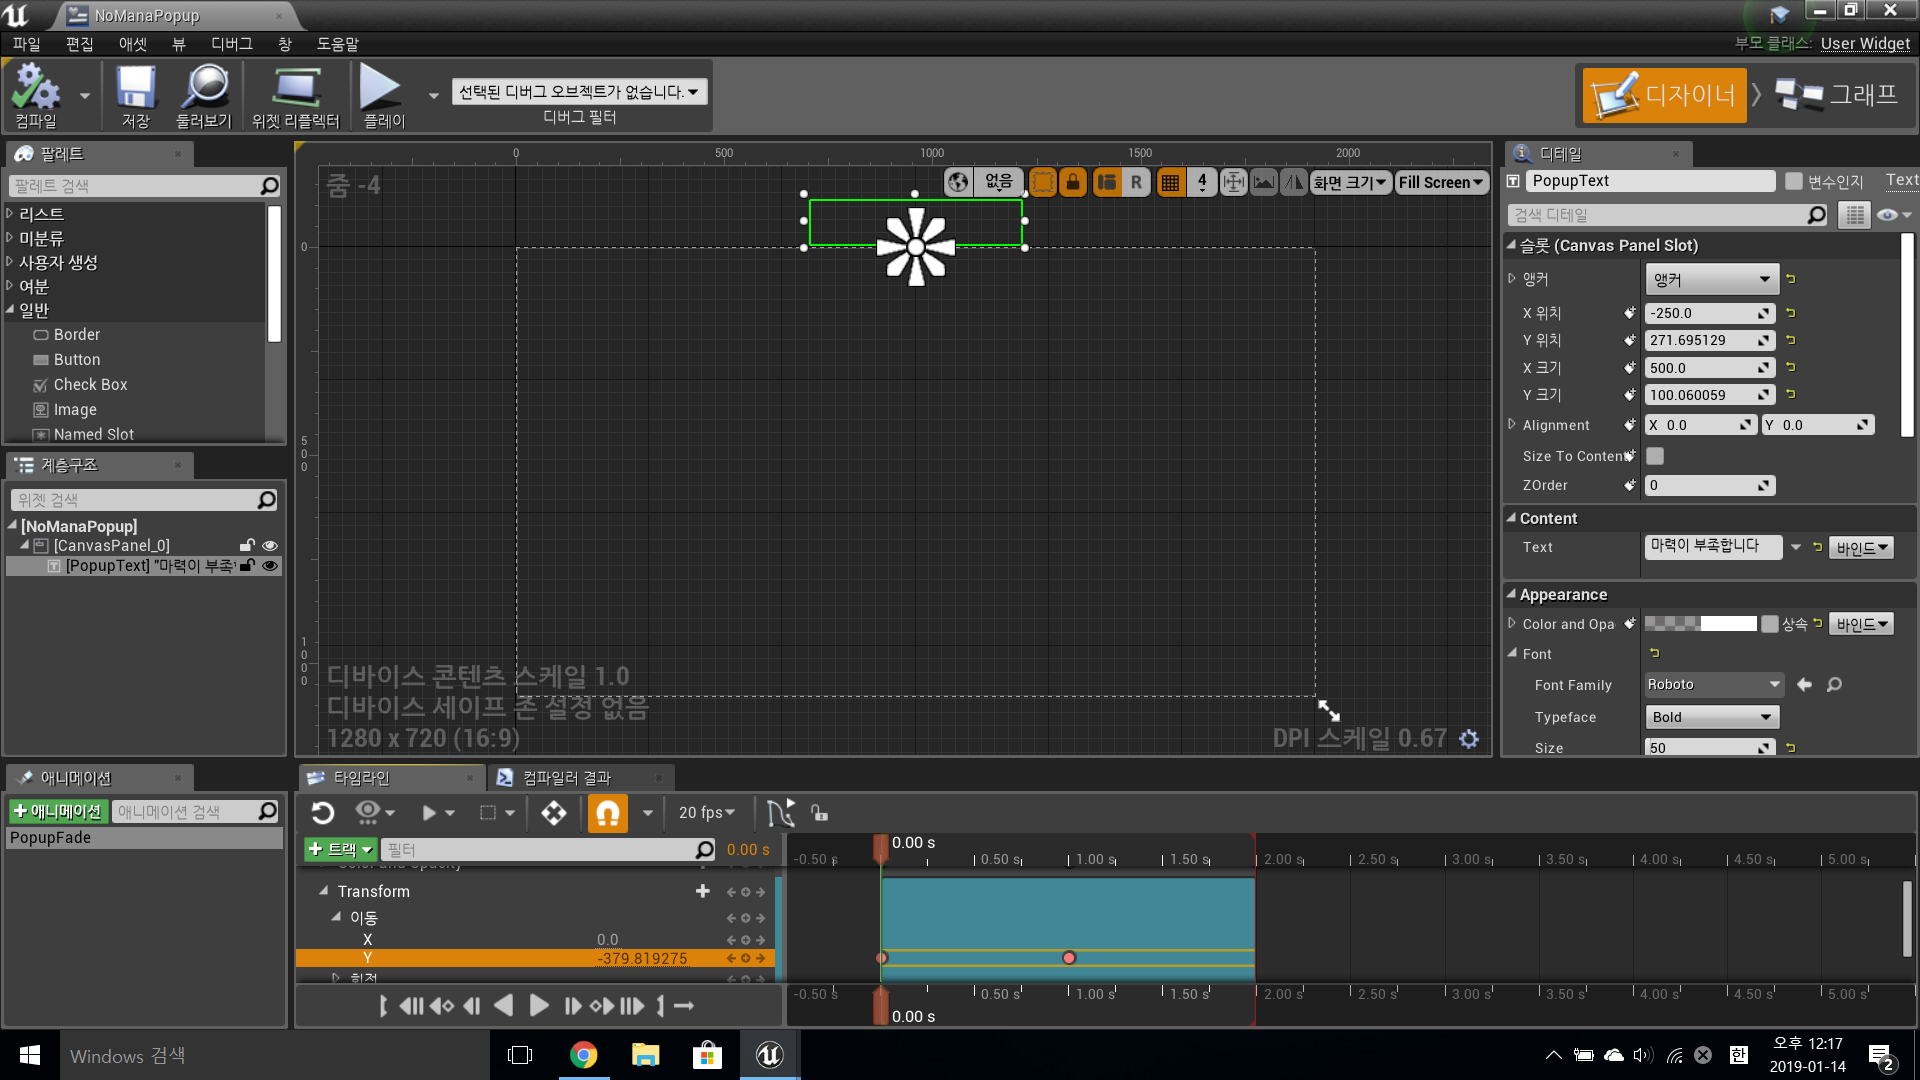 NoManaPopup
파일 편집 애셋 뷰 디버그 창 도움말
부모 클래스: User Widget
컴파일 저장 둘러보기 위젯 리플렉터 플레이
선택된 디버그 오브젝트가 없습니다.
디버그 필터
디자이너 그래프
팔레트
팔레트 검색
리스트
미분류
사용자 생성
여분
일반
Border
Button
Check Box
Image
Named Slot
계층구조
위젯 검색
[NoManaPopup]
[CanvasPanel_0]
[PopupText] "마력이 부족
애니메이션
애니메이션 애니메이션 검색
PopupFade
0 500 1000 1500 2000
줌 -4
없음 R 4 화면 크기 Fill Screen
0
500
1000
디바이스 콘텐츠 스케일 1.0
디바이스 세이프 존 설정 없음
1280 x 720 (16:9)
DPI 스케일 0.67
디테일
PopupText 변수인지 Text
검색 디테일
슬롯 (Canvas Panel Slot)
앵커 앵커
X 위치 -250.0
Y 위치 271.695129
X 크기 500.0
Y 크기 100.060059
Alignment X 0.0 Y 0.0
Size To Conten
ZOrder 0
Content
Text 마력이 부족합니다 바인드
Appearance
Color and Opa 상속 바인드
Font
Font Family Roboto
Typeface Bold
Size 50
타임라인 컴파일러 결과
20 fps
트랙 필터 0.00 s
0.00 s
-0.50 s 0.50 s 1.00 s 1.50 s 2.00 s 2.50 s 3.00 s 3.50 s 4.00 s 4.50 s 5.00 s
Color and Opacity
Transform
이동
X 0.0
Y -379.819275
회전
-0.50 s 0.50 s 1.00 s 1.50 s 2.00 s 2.50 s 3.00 s 3.50 s 4.00 s 4.50 s 5.00 s
0.00 s
Windows 검색
한
오후 12:17
2019-01-14
2